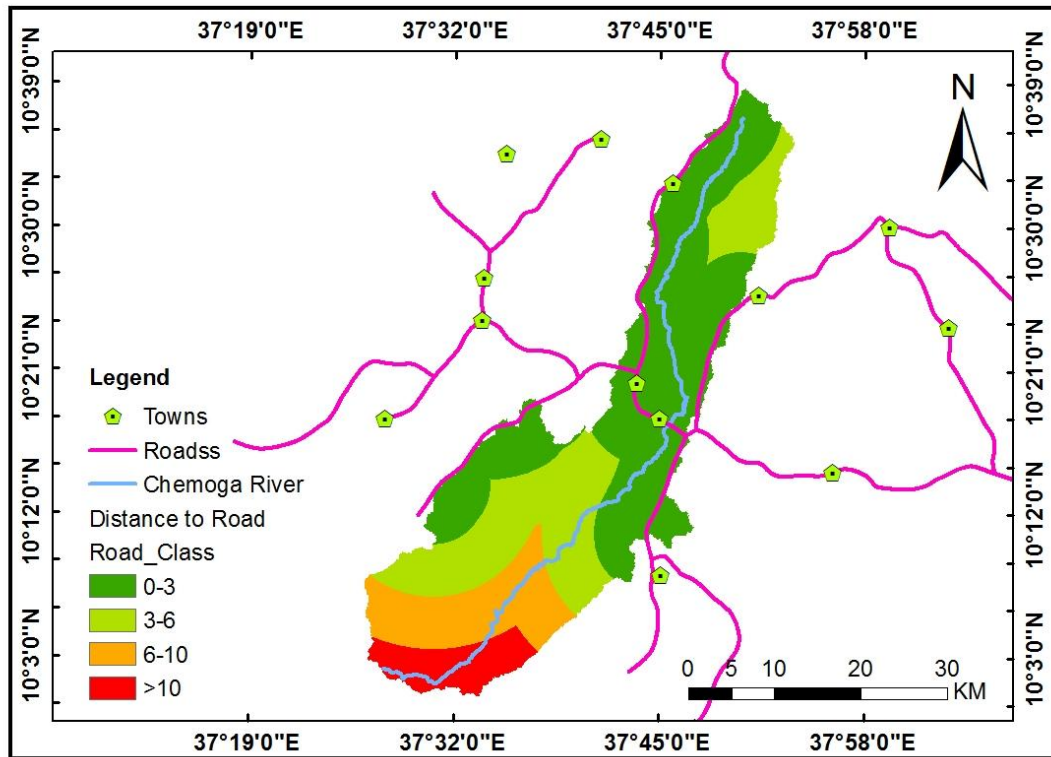 37°19'0"E 37°32'0"E 37°45'0"E 37°58'0"E
10°39'0"N 10°39'0"N
N
10°30'0"N 10°30'0"N
10°21'0"N 10°21'0"N
Legend
Towns
Roadss
Chemoga River
Distance to Road
Road_Class
0-3
3-6
6-10
>10
10°12'0"N 10°12'0"N
10°3'0"N 10°3'0"N
0 5 10 20 30
KM
37°19'0"E 37°32'0"E 37°45'0"E 37°58'0"E